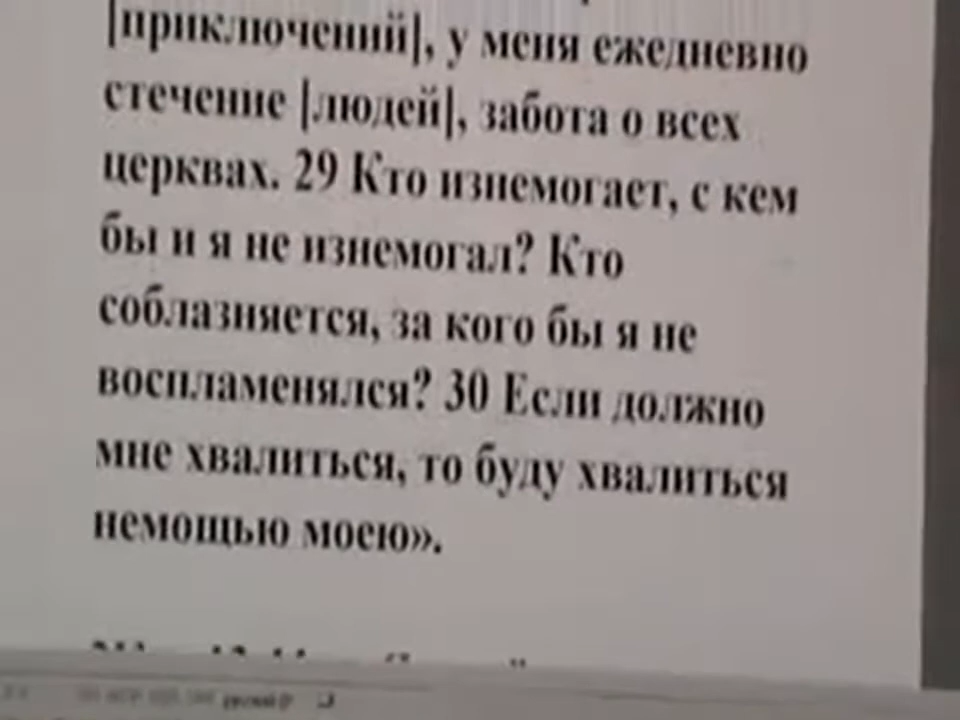 |приключений|, у меня ежедневно
стечение |людей|, забота о всех
церквах. 29 Кто изнемогает, с кем
бы и я не изнемогал? Кто
соблазняется, за кого бы я не
воспламенялся? 30 Если должно
мне хвалиться, то буду хвалиться
немощью моею».